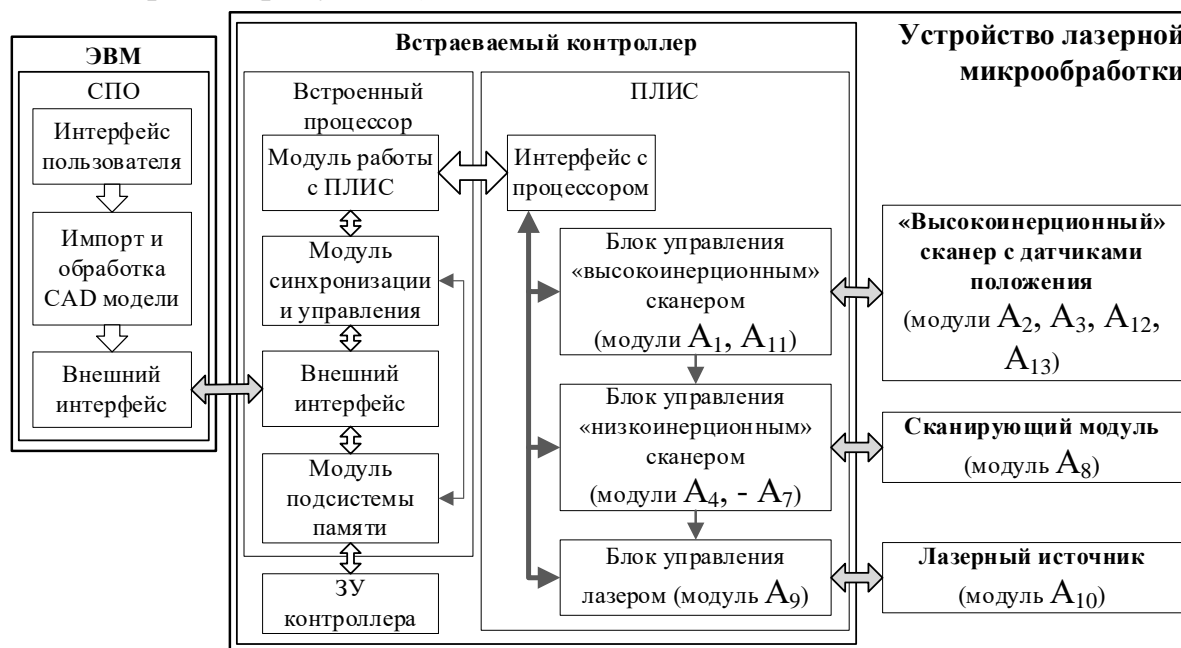 ЭВМ
СПО
Интерфейс
пользователя
Импорт и
обработка
CAD модели
Внешний
интерфейс
Встраеваемый контроллер
Встроенный
процессор
Модуль работы
с ПЛИС
Модуль
синхронизации
и управления
Внешний
интерфейс
Модуль
подсистемы
памяти
ЗУ
контроллера
ПЛИС
Интерфейс с
процессором
Блок управления
«высокоинерционным»
сканером
(модули A1, A11)
Блок управления
«низкоинерционным»
сканером
(модули A4, - A7)
Блок управления
лазером (модуль A9)
Устройство лазерной
микрообработки
«Высокоинерционный»
сканер с датчиками
положения
(модули A2, A3, A12,
A13)
Сканирующий модуль
(модуль A8)
Лазерный источник
(модуль A10)